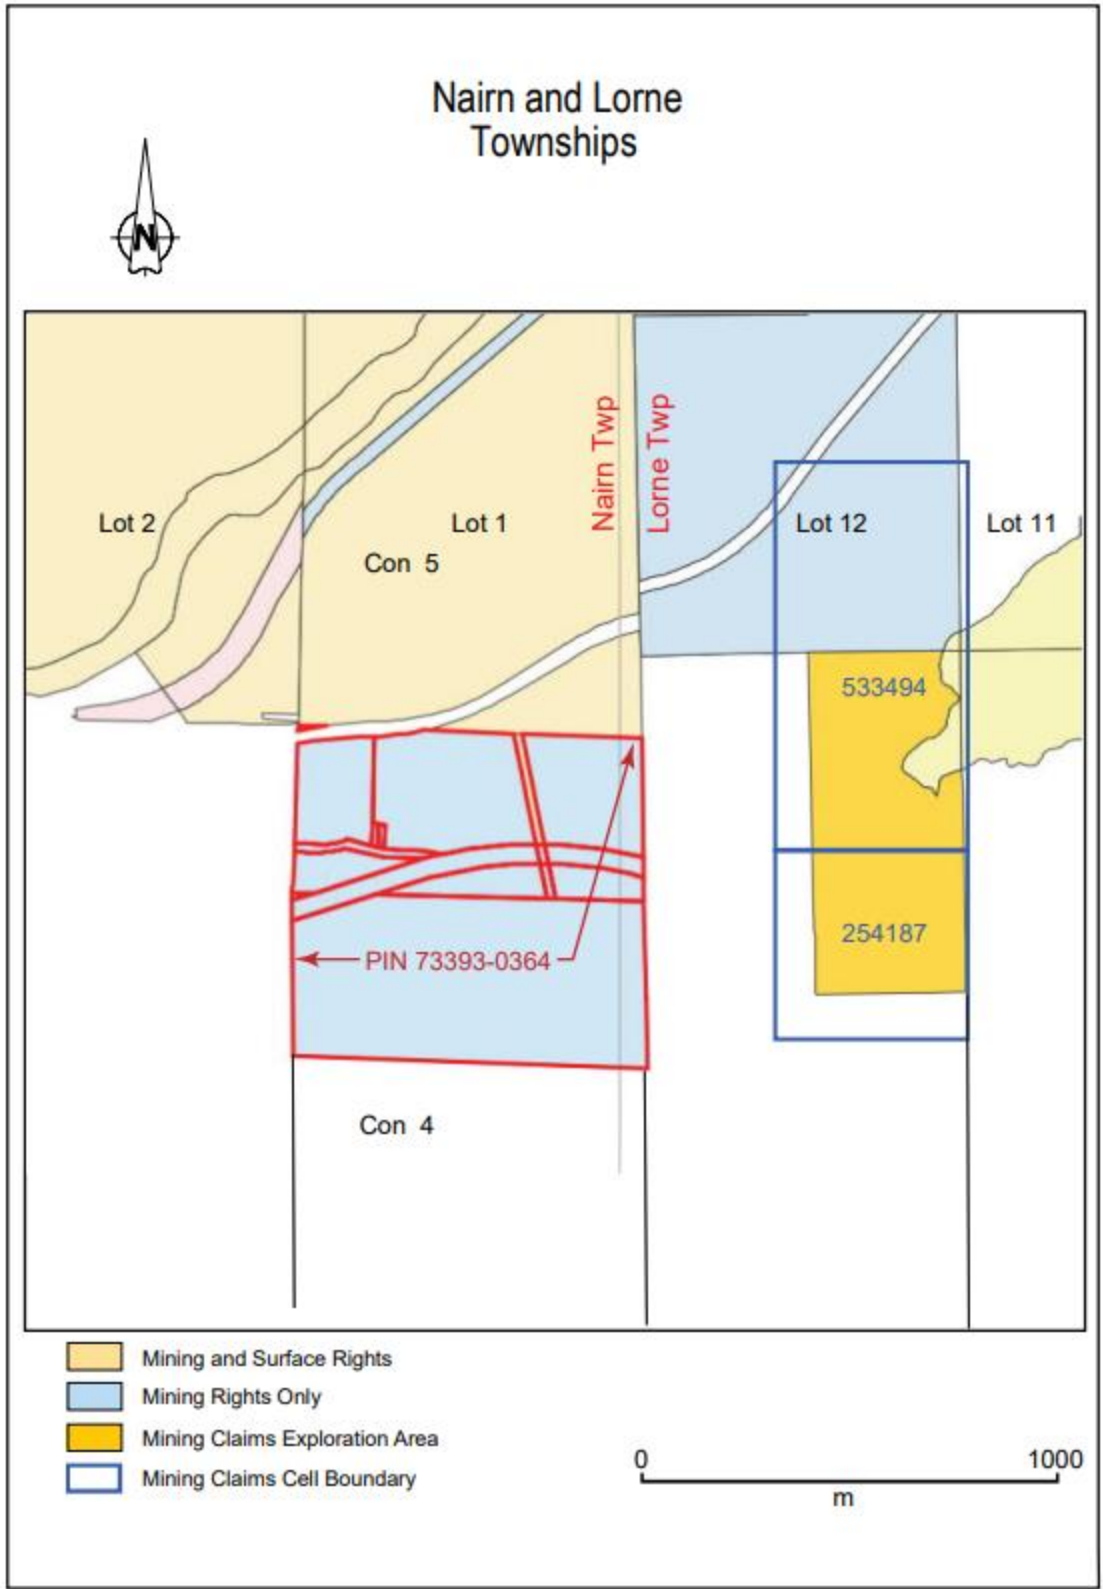 Nairn and Lorne
Townships
N
Nairn Twp
Lorne Twp
Lot 2
Lot 1
Lot 12
Lot 11
Con 5
533494
254187
PIN 73393-0364
Con 4
Mining and Surface Rights
Mining Rights Only
Mining Claims Exploration Area
Mining Claims Cell Boundary
0
1000
m